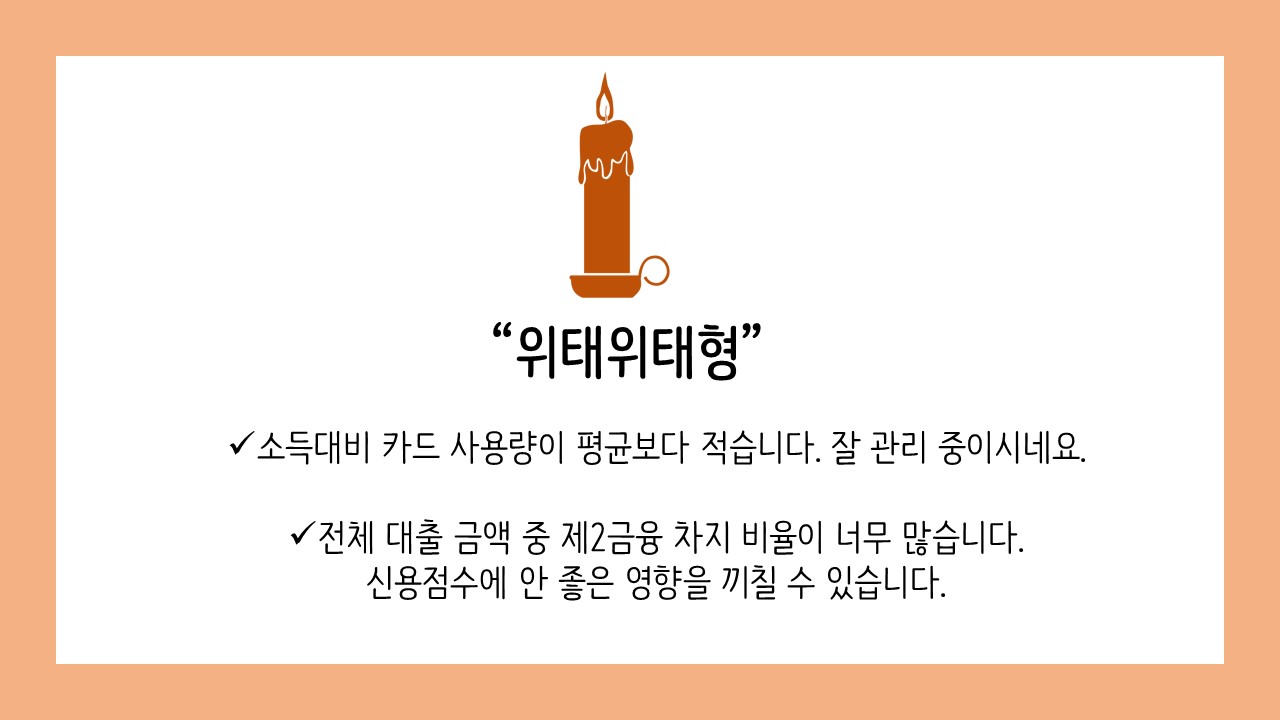 “위태위태형”
✓소득대비 카드 사용량이 평균보다 적습니다. 잘 관리 중이시네요.
✓전체 대출 금액 중 제2금융 차지 비율이 너무 많습니다.
신용점수에 안 좋은 영향을 끼칠 수 있습니다.